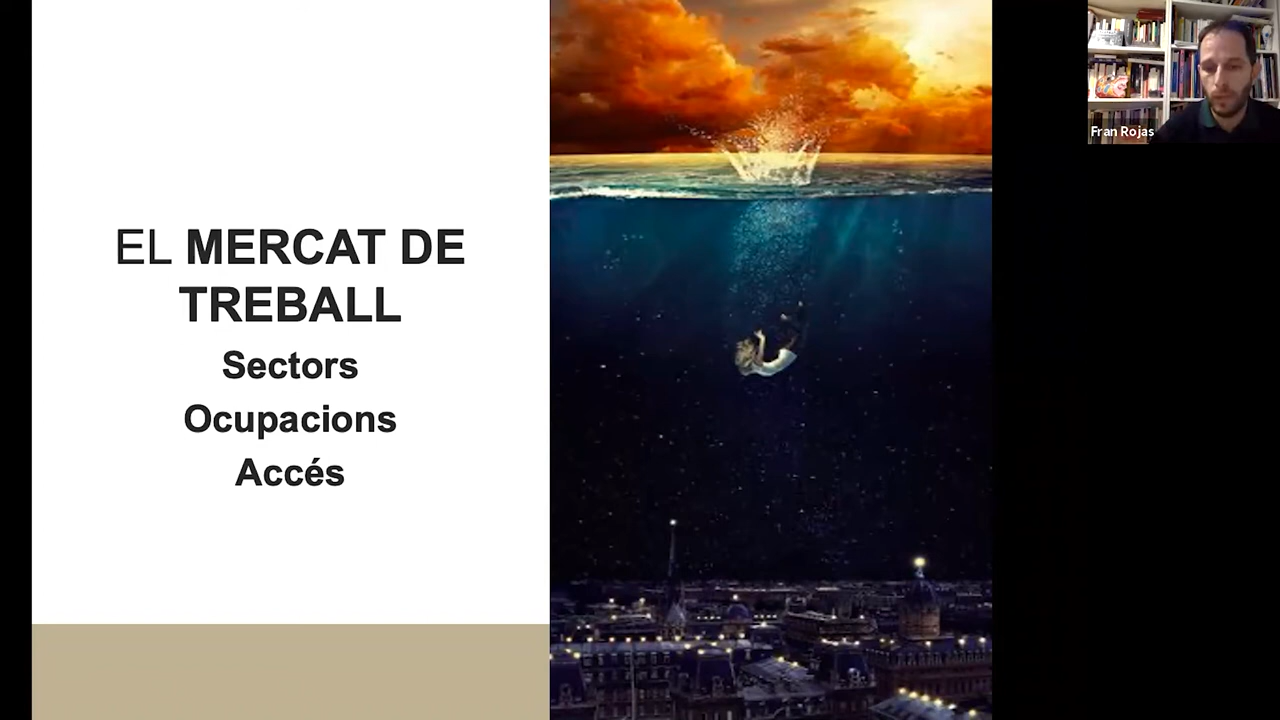 EL MERCAT DE
TREBALL
Sectors
Ocupacions
Accés
Fran Rojas